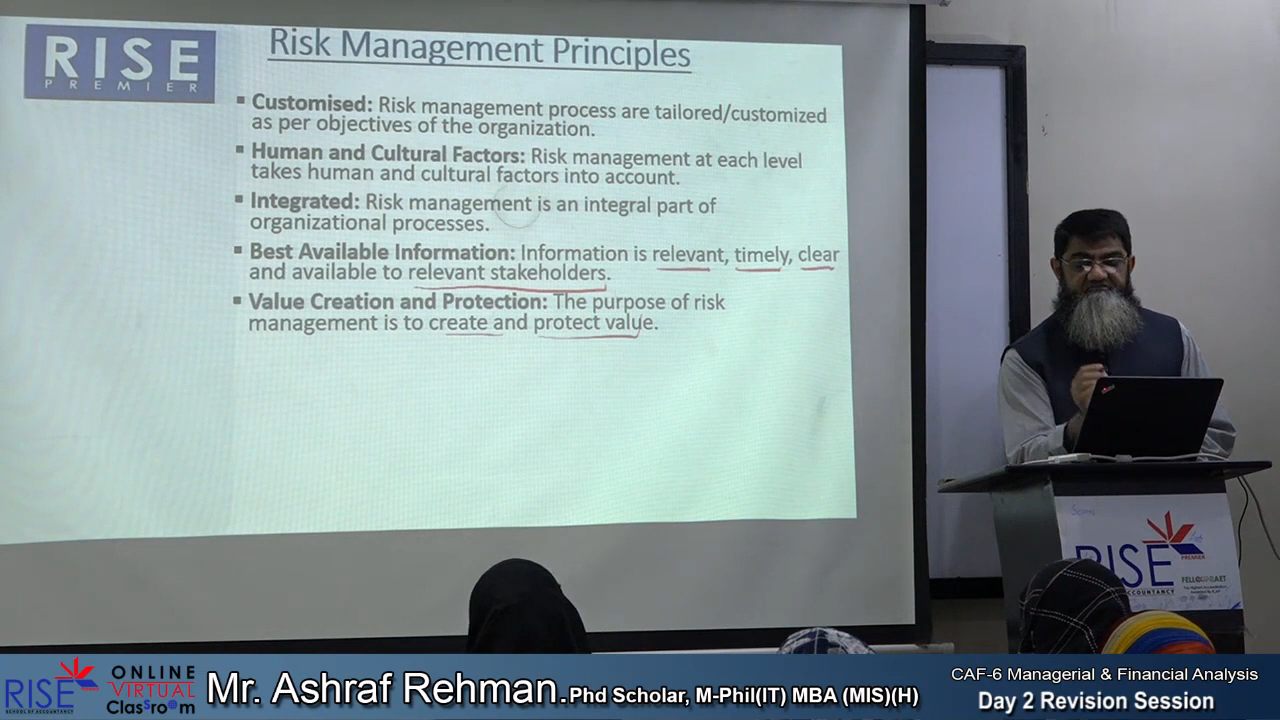 RISE
PREMIER
Risk Management Principles
▪ Customised: Risk management process are tailored/customized
as per objectives of the organization.
▪ Human and Cultural Factors: Risk management at each level
takes human and cultural factors into account.
▪ Integrated: Risk management is an integral part of
organizational processes.
▪ Best Available Information: Information is relevant, timely, clear
and available to relevant stakeholders.
▪ Value Creation and Protection: The purpose of risk
management is to create and protect value.
RISE
PREMIER
ACCOUNTANCY
RISE
SCHOOL OF ACCOUNTANCY
ONLINE
VIRTUAL
ClasSroom
Mr. Ashraf Rehman.Phd Scholar, M-Phil(IT) MBA (MIS)(H)
CAF-6 Managerial & Financial Analysis
Day 2 Revision Session